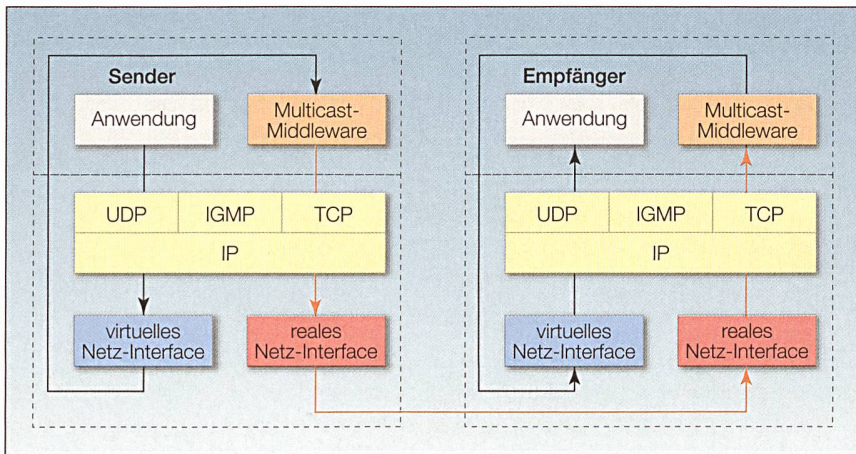 Sender
Anwendung
Multicast-
Middleware
UDP
IGMP
TCP
IP
virtuelles
Netz-Interface
reales
Netz-Interface
Empfänger
Anwendung
Multicast-
Middleware
UDP
IGMP
TCP
IP
virtuelles
Netz-Interface
reales
Netz-Interface